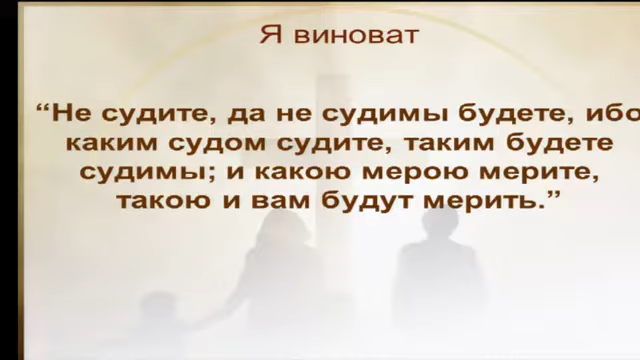 Я виноват
“Не судите, да не судимы будете, ибо
каким судом судите, таким будете
судимы; и какою мерою мерите,
такою и вам будут мерить.”